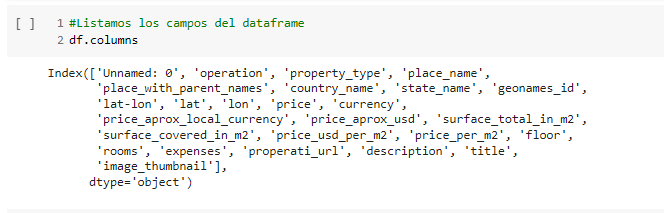 [ ] 1 #Listamos los campos del dataframe
2 df.columns
Index(['Unnamed: 0', 'operation', 'property_type', 'place_name',
'place_with_parent_names', 'country_name', 'state_name', 'geonames_id',
'lat-lon', 'lat', 'lon', 'price', 'currency',
'price_aprox_local_currency', 'price_aprox_usd', 'surface_total_in_m2',
'surface_covered_in_m2', 'price_usd_per_m2', 'price_per_m2', 'floor',
'rooms', 'expenses', 'properati_url', 'description', 'title',
'image_thumbnail'],
dtype='object')